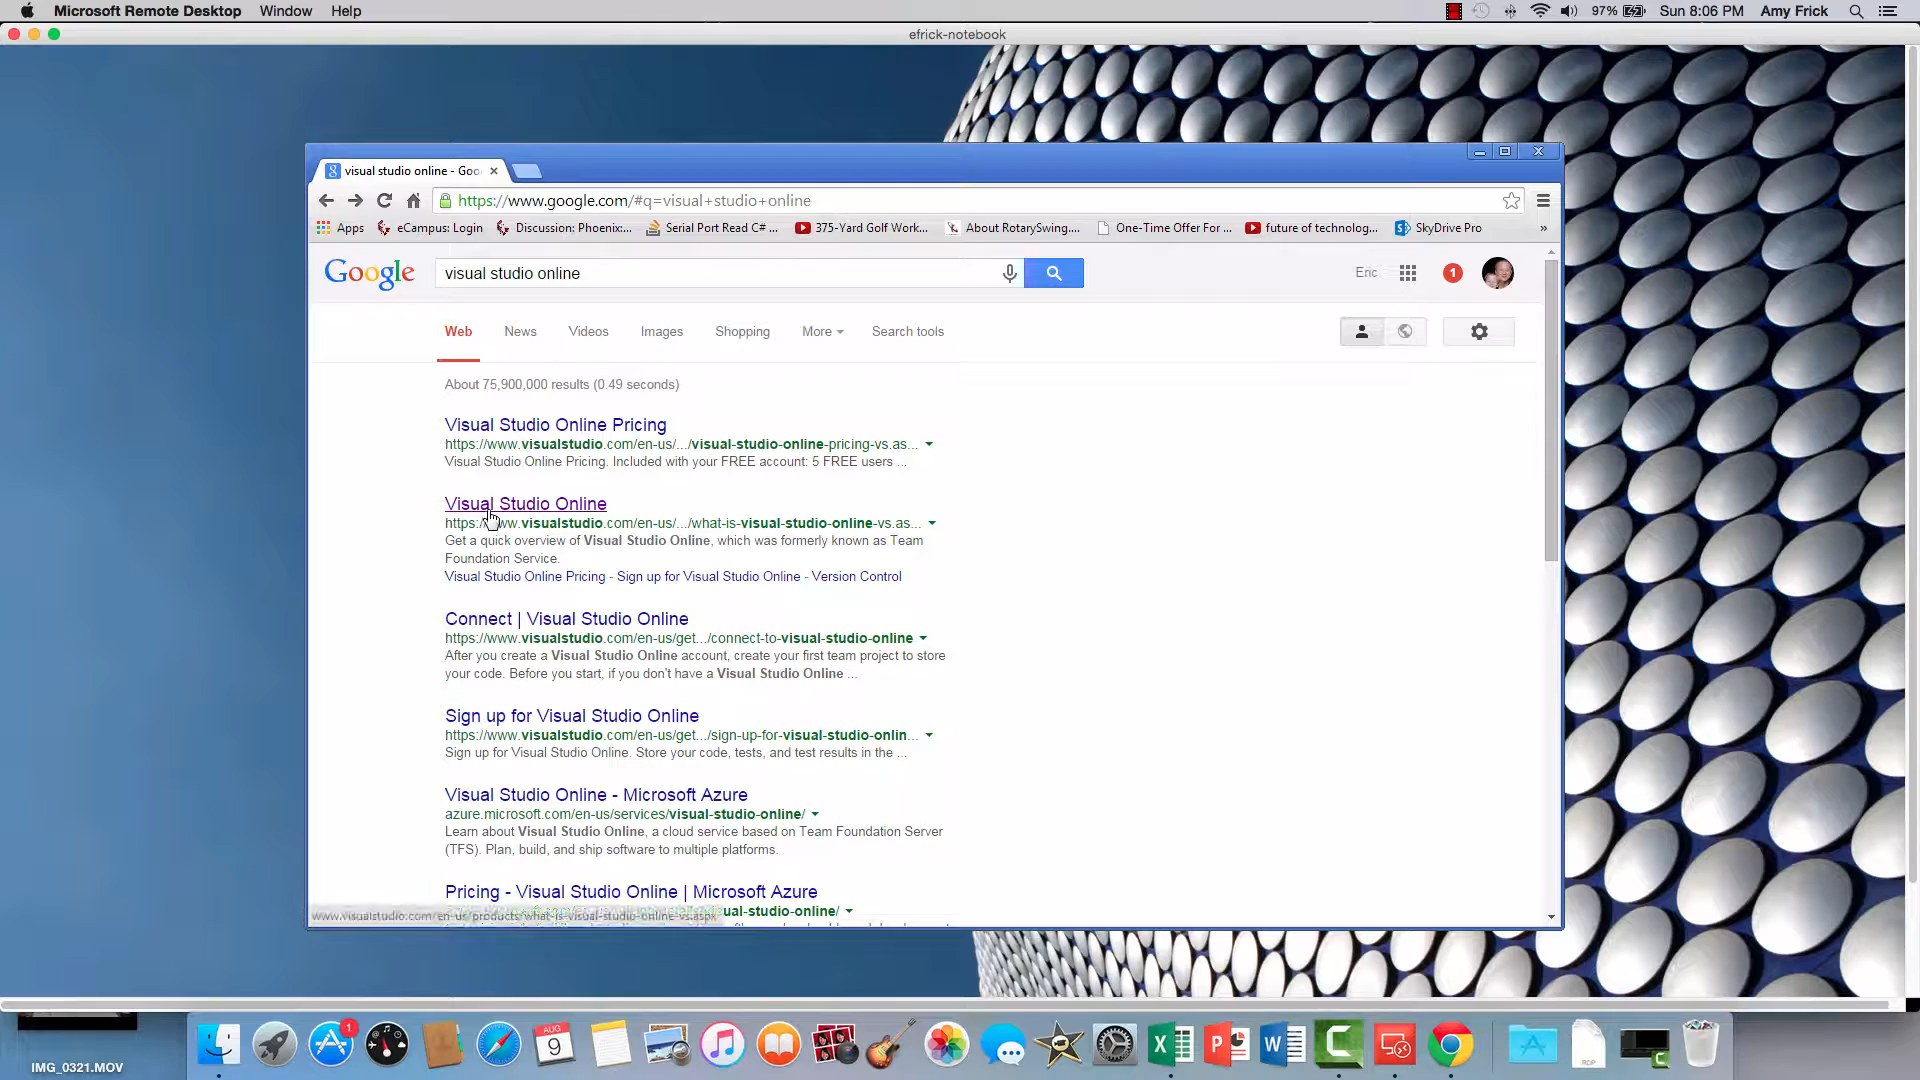 Microsoft Remote Desktop Window Help 97% Sun 8:06 PM Amy Frick
efrick-notebook
visual studio online - Goo
https://www.google.com/#q=visual+studio+online
Apps eCampus: Login Discussion: Phoenix:... Serial Port Read C# ... 375-Yard Golf Work... About RotarySwing.... One-Time Offer For ... future of technolog... SkyDrive Pro »
Google visual studio online Eric 1
Web News Videos Images Shopping More Search tools
About 75,900,000 results (0.49 seconds)
Visual Studio Online Pricing
https://www.visualstudio.com/en-us/.../visual-studio-online-pricing-vs.as...
Visual Studio Online Pricing. Included with your FREE account: 5 FREE users ...
Visual Studio Online
https://www.visualstudio.com/en-us/.../what-is-visual-studio-online-vs.as...
Get a quick overview of Visual Studio Online, which was formerly known as Team
Foundation Service.
Visual Studio Online Pricing - Sign up for Visual Studio Online - Version Control
Connect | Visual Studio Online
https://www.visualstudio.com/en-us/get.../connect-to-visual-studio-online
After you create a Visual Studio Online account, create your first team project to store
your code. Before you start, if you don't have a Visual Studio Online ...
Sign up for Visual Studio Online
https://www.visualstudio.com/en-us/get.../sign-up-for-visual-studio-onlin...
Sign up for Visual Studio Online. Store your code, tests, and test results in the ...
Visual Studio Online - Microsoft Azure
azure.microsoft.com/en-us/services/visual-studio-online/
Learn about Visual Studio Online, a cloud service based on Team Foundation Server
(TFS). Plan, build, and ship software to multiple platforms.
Pricing - Visual Studio Online | Microsoft Azure
ual-studio-online/
www.visualstudio.com/en-us/products/what-is-visual-studio-online-vs.aspx
1
AUG
9
IMG_0321.MOV